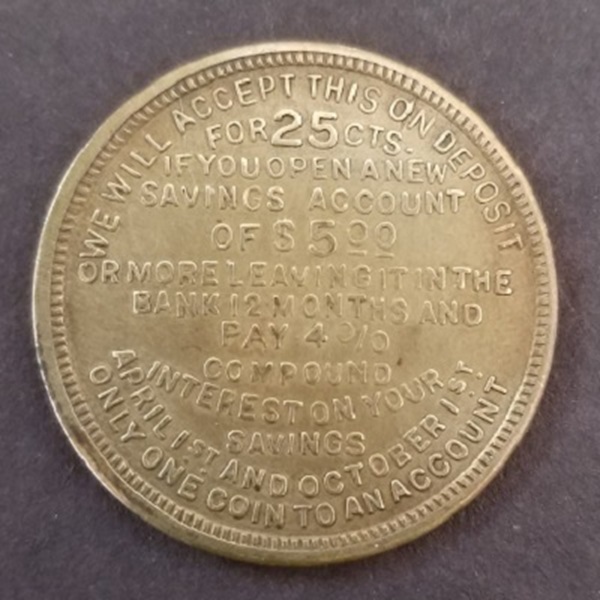 WE WILL ACCEPT THIS ON DEPOSIT
FOR 25 CTS.
IF YOU OPEN A NEW
SAVINGS ACCOUNT
OF $500
OR MORE LEAVING IT IN THE
BANK 12 MONTHS AND
PAY 4%
COMPOUND
INTEREST ON YOUR
SAVINGS
APRIL 1ST. AND OCTOBER 1ST.
ONLY ONE COIN TO AN ACCOUNT